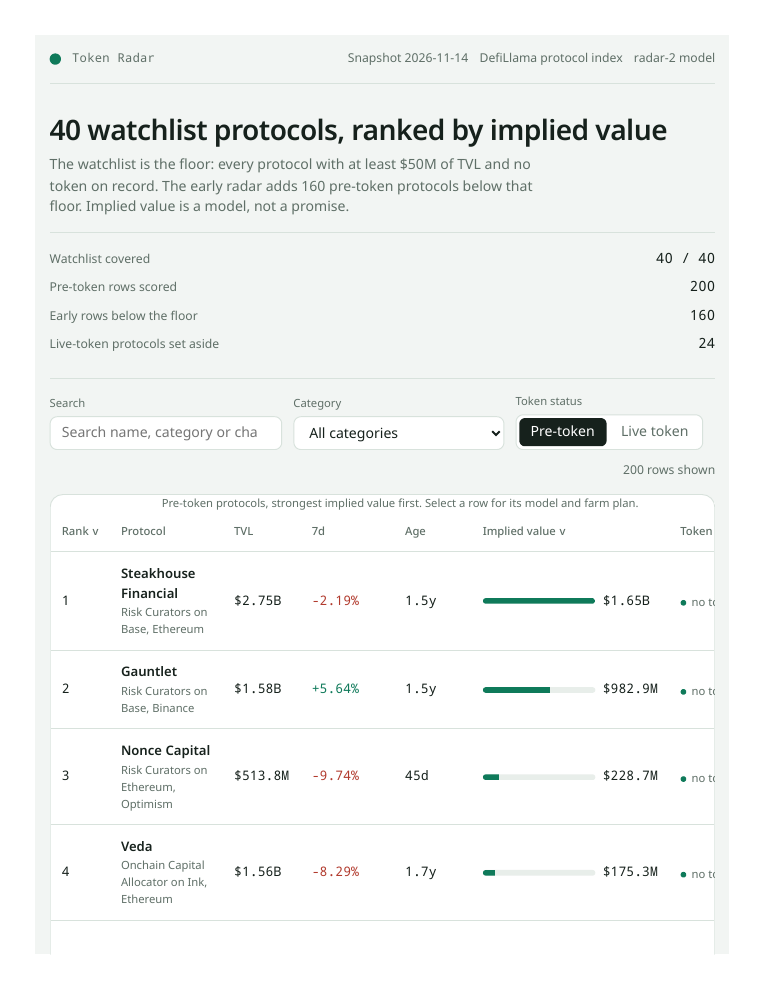 Token Radar
Snapshot 2026-11-14 DefiLlama protocol index radar-2 model
40 watchlist protocols, ranked by implied value
The watchlist is the floor: every protocol with at least $50M of TVL and no
token on record. The early radar adds 160 pre-token protocols below that
floor. Implied value is a model, not a promise.
Watchlist covered 40 / 40
Pre-token rows scored 200
Early rows below the floor 160
Live-token protocols set aside 24
Search Category Token status
Search name, category or cha All categories Pre-token Live token
200 rows shown
Pre-token protocols, strongest implied value first. Select a row for its model and farm plan.
Rank v Protocol TVL 7d Age Implied value v Token
Steakhouse
Financial
1 $2.75B -2.19% 1.5y $1.65B no
Risk Curators on
Base, Ethereum
Gauntlet
2 $1.58B +5.64% 1.5y $982.9M no
Risk Curators on
Base, Binance
Nonce Capital
Risk Curators on
3 $513.8M -9.74% 45d $228.7M no
Ethereum,
Optimism
Veda
Onchain Capital
4 $1.56B -8.29% 1.7y $175.3M no
Allocator on Ink,
Ethereum